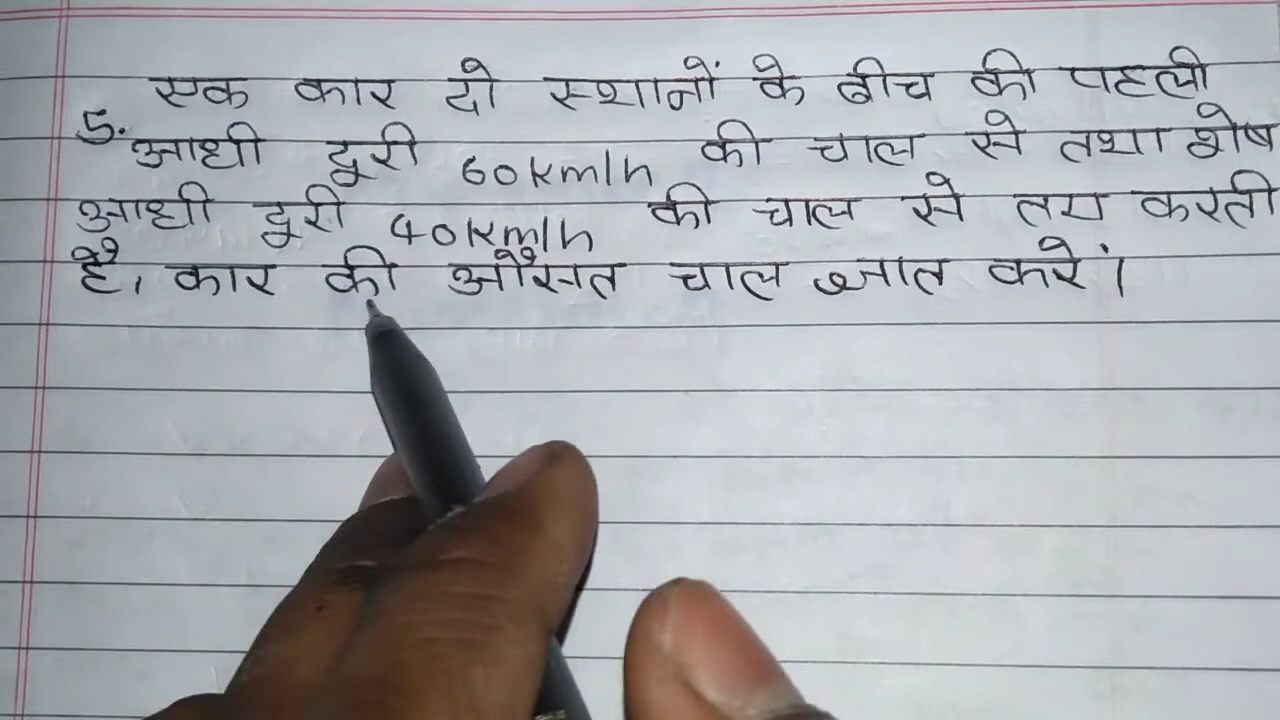 एक कार दो स्थानों के बीच की पहली
5. आधी दूरी 60km/h की चाल से तथा शेष
आधी दूरी 40km/h की चाल से तय करती
है, कार की औसत चाल ज्ञात करें।